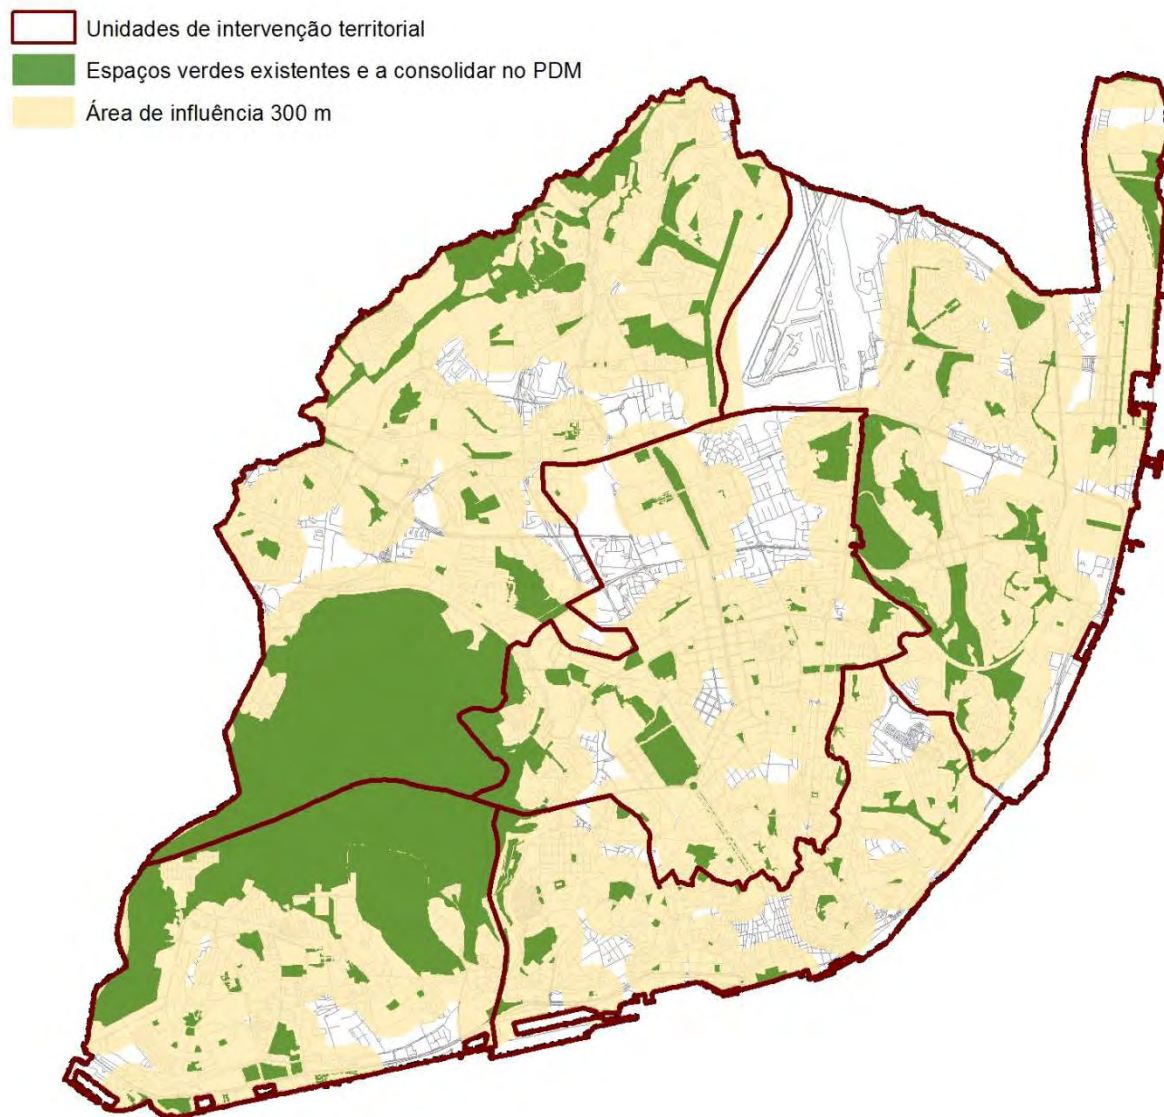 Unidades de intervenção territorial
Espaços verdes existentes e a consolidar no PDM
Área de influência 300 m